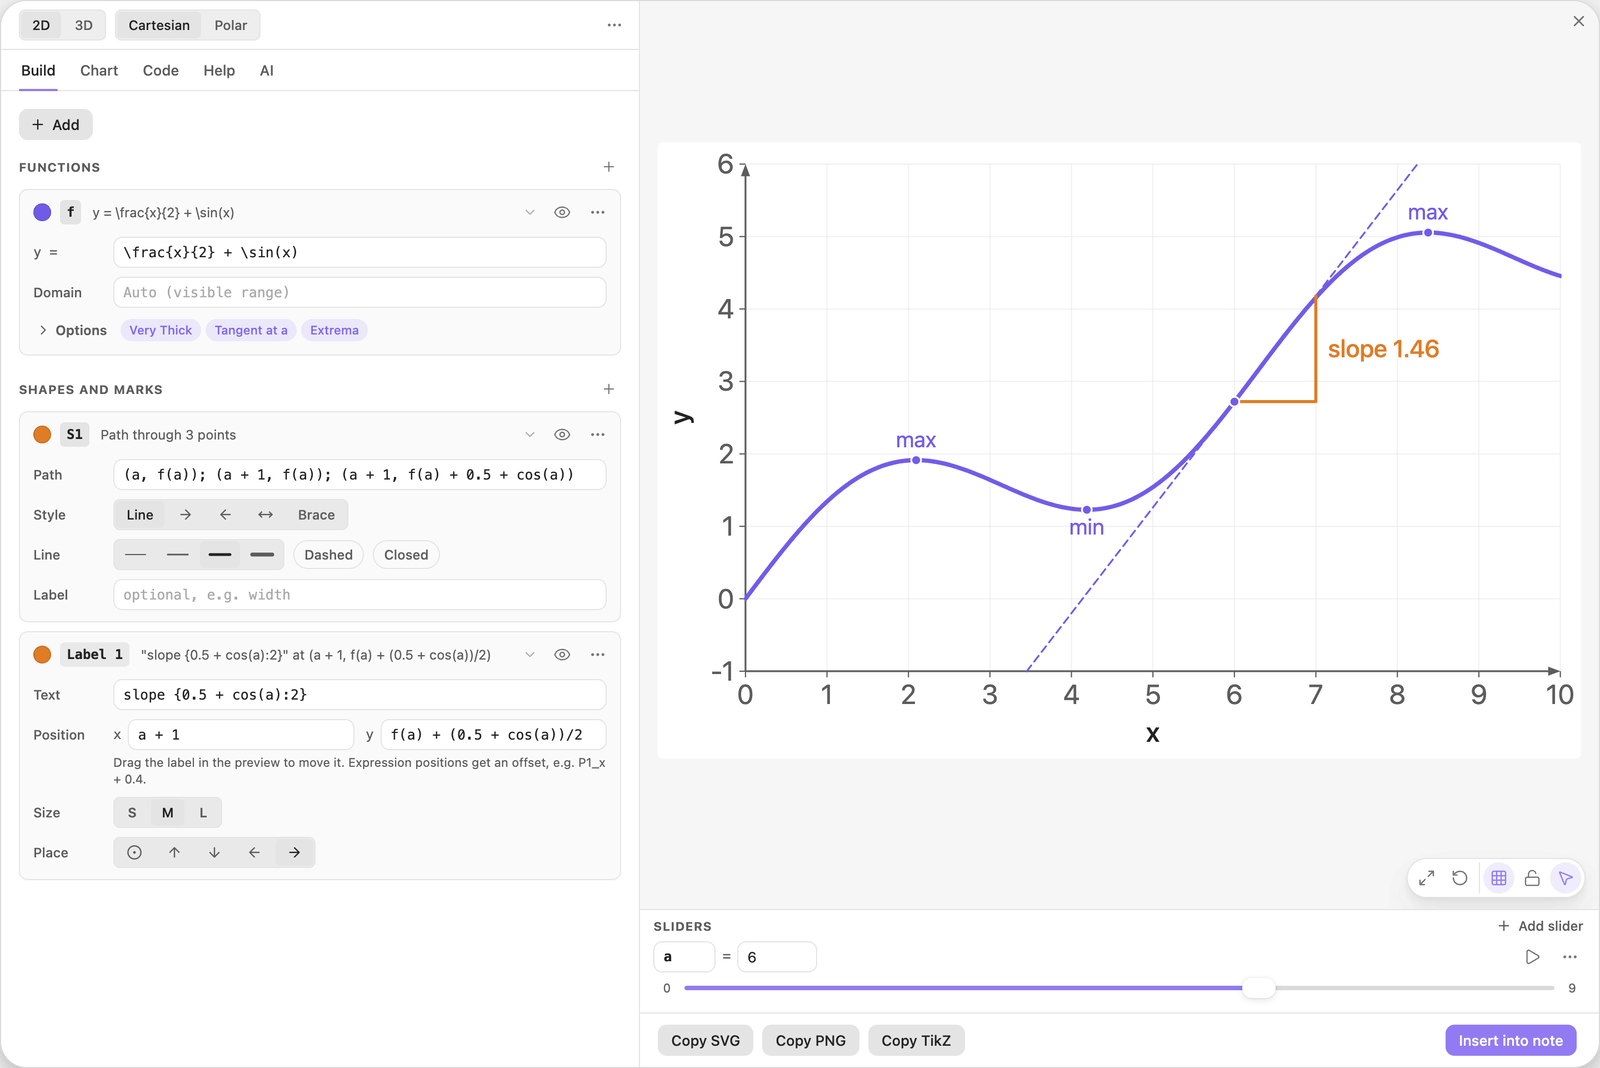 2D 3D Cartesian Polar
Build Chart Code Help AI
+ Add
FUNCTIONS
f y = \frac{x}{2} + \sin(x)
y = \frac{x}{2} + \sin(x)
Domain Auto (visible range)
Options Very Thick Tangent at a Extrema
SHAPES AND MARKS
S1 Path through 3 points
Path (a, f(a)); (a + 1, f(a)); (a + 1, f(a) + 0.5 + cos(a))
Style Line → ← ↔ Brace
Line Dashed Closed
Label optional, e.g. width
Label 1 "slope {0.5 + cos(a):2}" at (a + 1, f(a) + (0.5 + cos(a))/2)
Text slope {0.5 + cos(a):2}
Position x a + 1 y f(a) + (0.5 + cos(a))/2
Drag the label in the preview to move it. Expression positions get an offset, e.g. P1_x
+ 0.4.
Size S M L
Place ↑ ↓ ← →
6
5
4
3
2
1
0
-1
y
max
min
max
slope 1.46
0 1 2 3 4 5 6 7 8 9 10
x
SLIDERS + Add slider
a = 6
0 9
Copy SVG Copy PNG Copy TikZ Insert into note